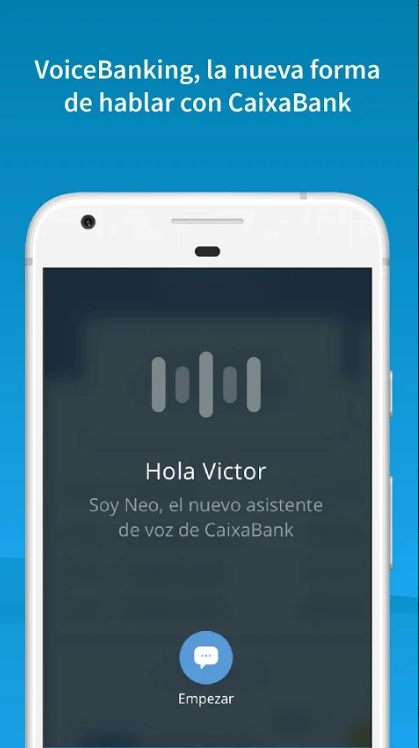 VoiceBanking, la nueva forma
de hablar con CaixaBank
Hola Victor
Soy Neo, el nuevo asistente
de voz de CaixaBank
Empezar